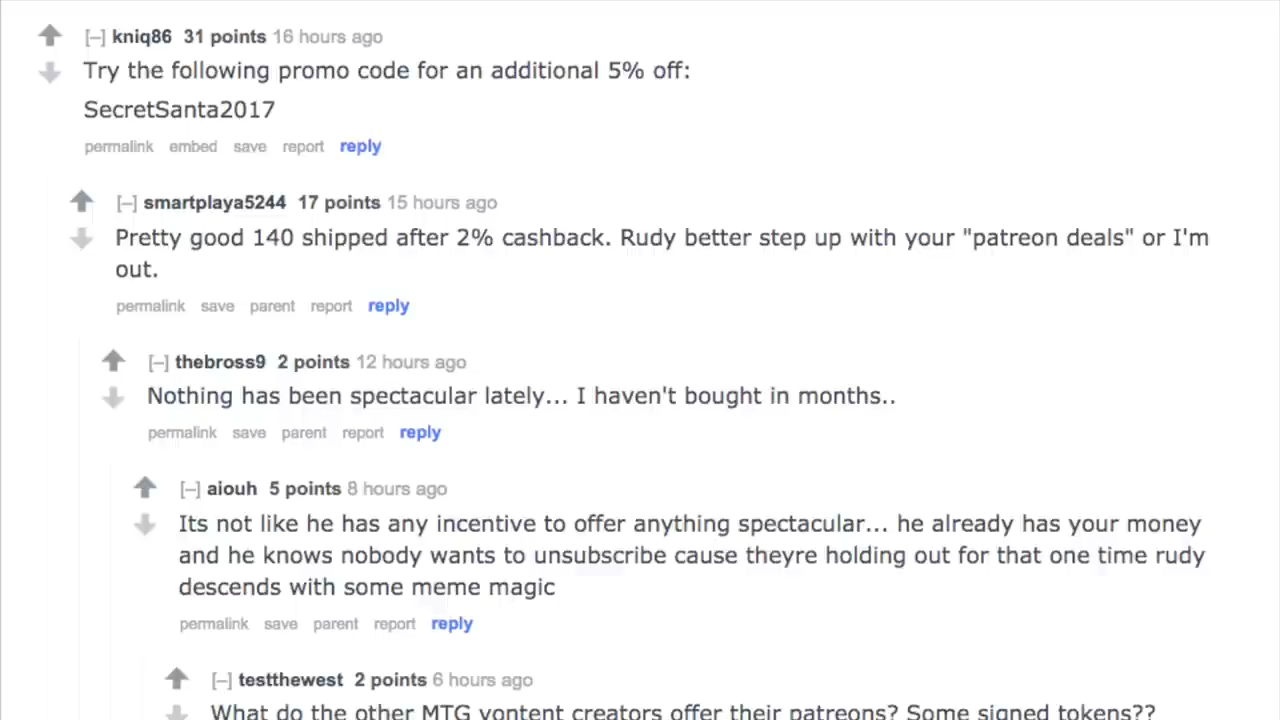 [–] kniq86 31 points 16 hours ago
Try the following promo code for an additional 5% off:
SecretSanta2017
permalink embed save report reply
[–] smartplaya5244 17 points 15 hours ago
Pretty good 140 shipped after 2% cashback. Rudy better step up with your "patreon deals" or I'm
out.
permalink save parent report reply
[–] thebross9 2 points 12 hours ago
Nothing has been spectacular lately... I haven't bought in months..
permalink save parent report reply
[–] aiouh 5 points 8 hours ago
Its not like he has any incentive to offer anything spectacular... he already has your money
and he knows nobody wants to unsubscribe cause theyre holding out for that one time rudy
descends with some meme magic
permalink save parent report reply
[–] testthewest 2 points 6 hours ago
What do the other MTG vontent creators offer their patreons? Some signed tokens??